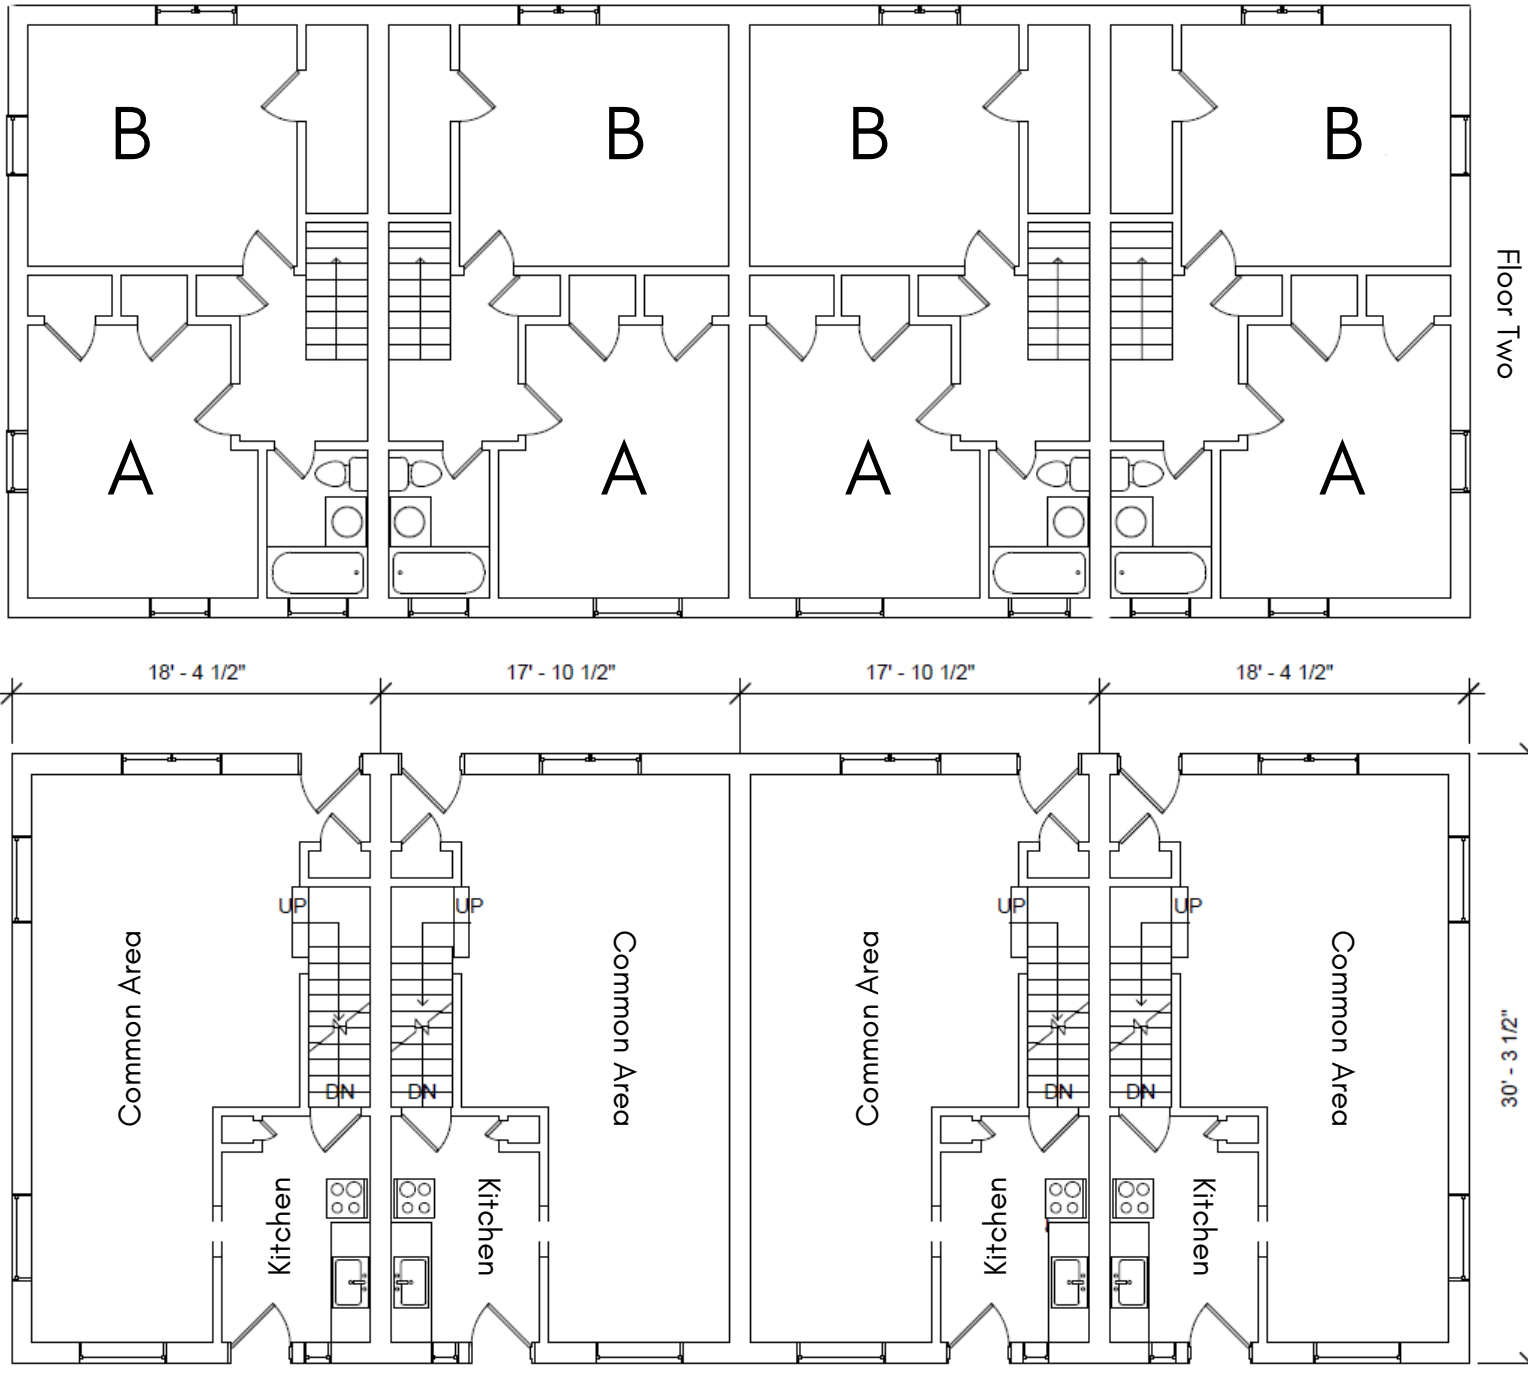 B
B
B
B
Floor Two
A
A
A
A
18' - 4 1/2"
17' - 10 1/2"
17' - 10 1/2"
18' - 4 1/2"
UP
UP
UP
UP
Common Area
Common Area
Common Area
Common Area
30' - 3 1/2"
DN
DN
DN
DN
Kitchen
Kitchen
Kitchen
Kitchen